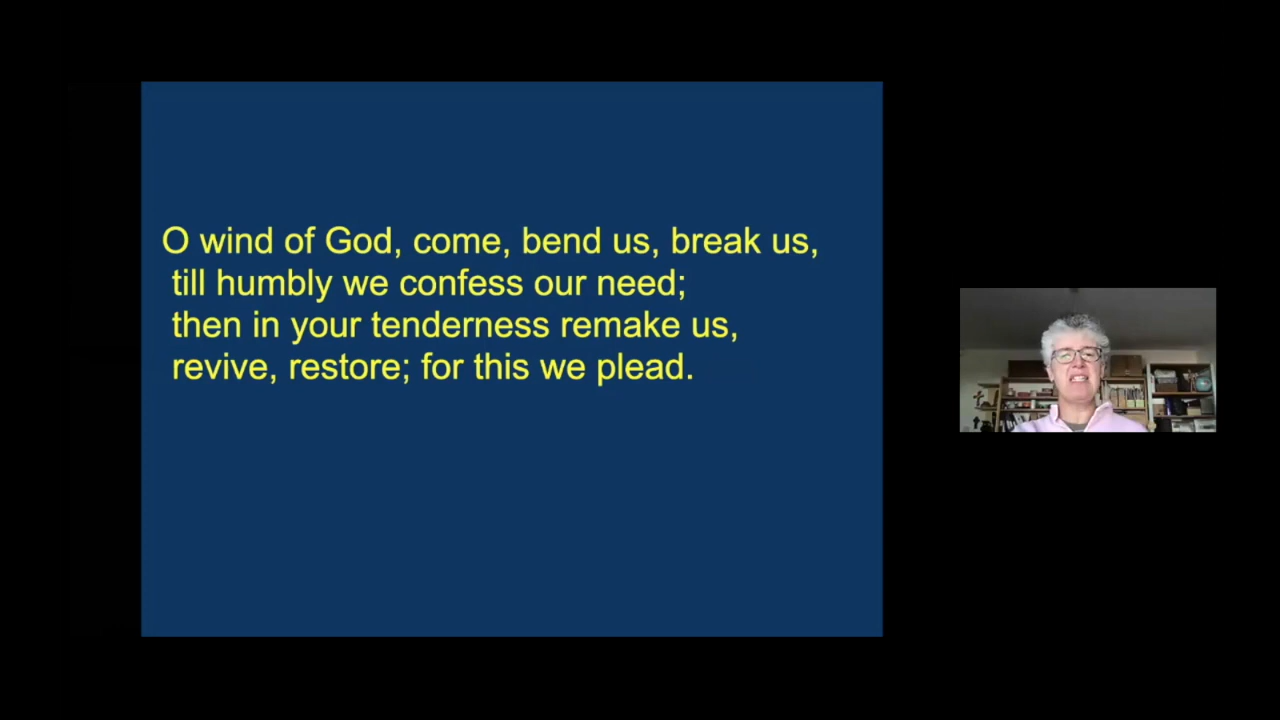 O wind of God, come, bend us, break us,
till humbly we confess our need;
then in your tenderness remake us,
revive, restore; for this we plead.